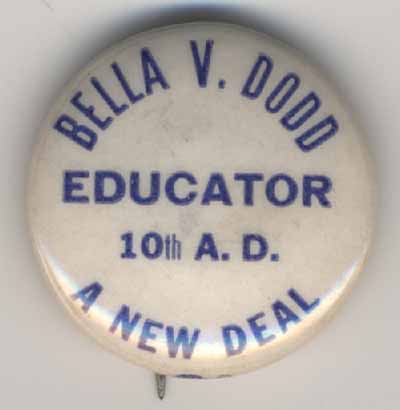 BELLA V. DODD
EDUCATOR
10th A. D.
A NEW DEAL